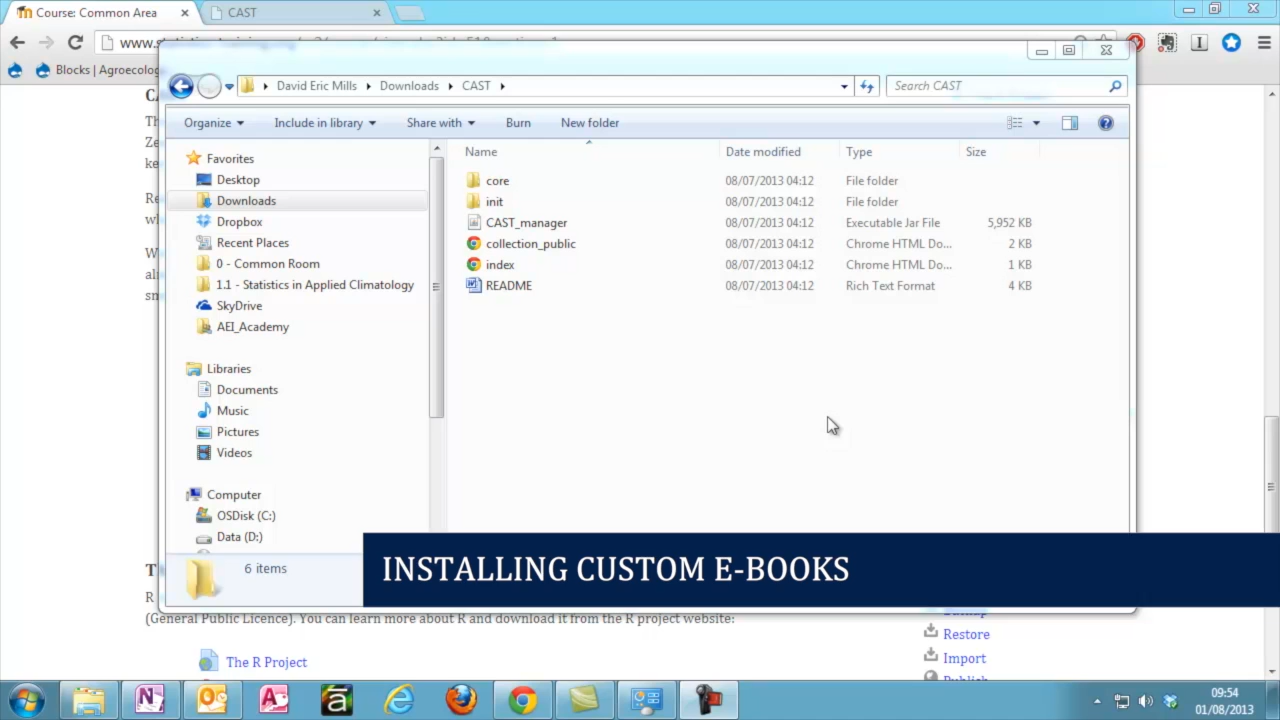 Course: Common Area
CAST
www.
Blocks | Agroecolog
David Eric Mills
Downloads
CAST
Search CAST
Organize
Include in library
Share with
Burn
New folder
Name
Date modified
Type
Size
Favorites
Desktop
Downloads
Dropbox
Recent Places
0 - Common Room
1.1 - Statistics in Applied Climatology
SkyDrive
AEI_Academy
Libraries
Documents
Music
Pictures
Videos
Computer
OSDisk (C:)
Data (D:)
core 08/07/2013 04:12 File folder
init 08/07/2013 04:12 File folder
CAST_manager 08/07/2013 04:12 Executable Jar File 5,952 KB
collection_public 08/07/2013 04:12 Chrome HTML Do... 2 KB
index 08/07/2013 04:12 Chrome HTML Do... 1 KB
README 08/07/2013 04:12 Rich Text Format 4 KB
6 items
INSTALLING CUSTOM E-BOOKS
(General Public Licence). You can learn more about R and download it from the R project website:
The R Project
Restore
Import
09:54
01/08/2013